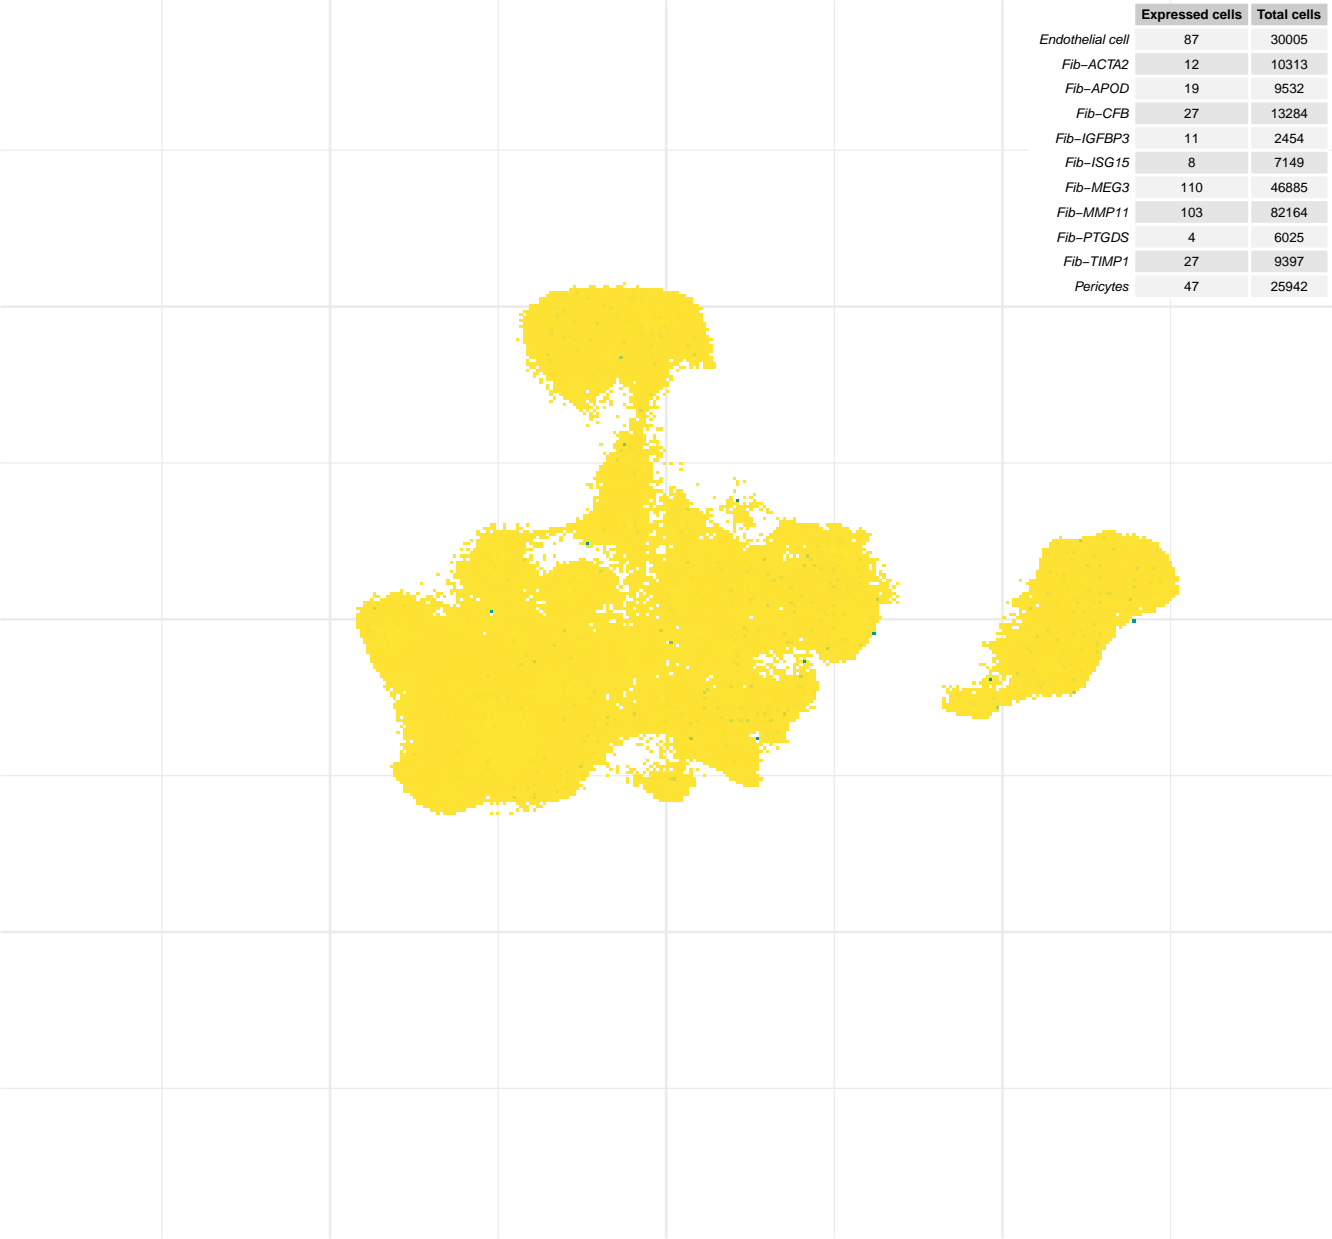 Expressed cells Total cells
Endothelial cell 87 30005
Fib−ACTA2 12 10313
Fib−APOD 19 9532
Fib−CFB 27 13284
Fib−IGFBP3 11 2454
Fib−ISG15 8 7149
Fib−MEG3 110 46885
Fib−MMP11 103 82164
Fib−PTGDS 4 6025
Fib−TIMP1 27 9397
Pericytes 47 25942